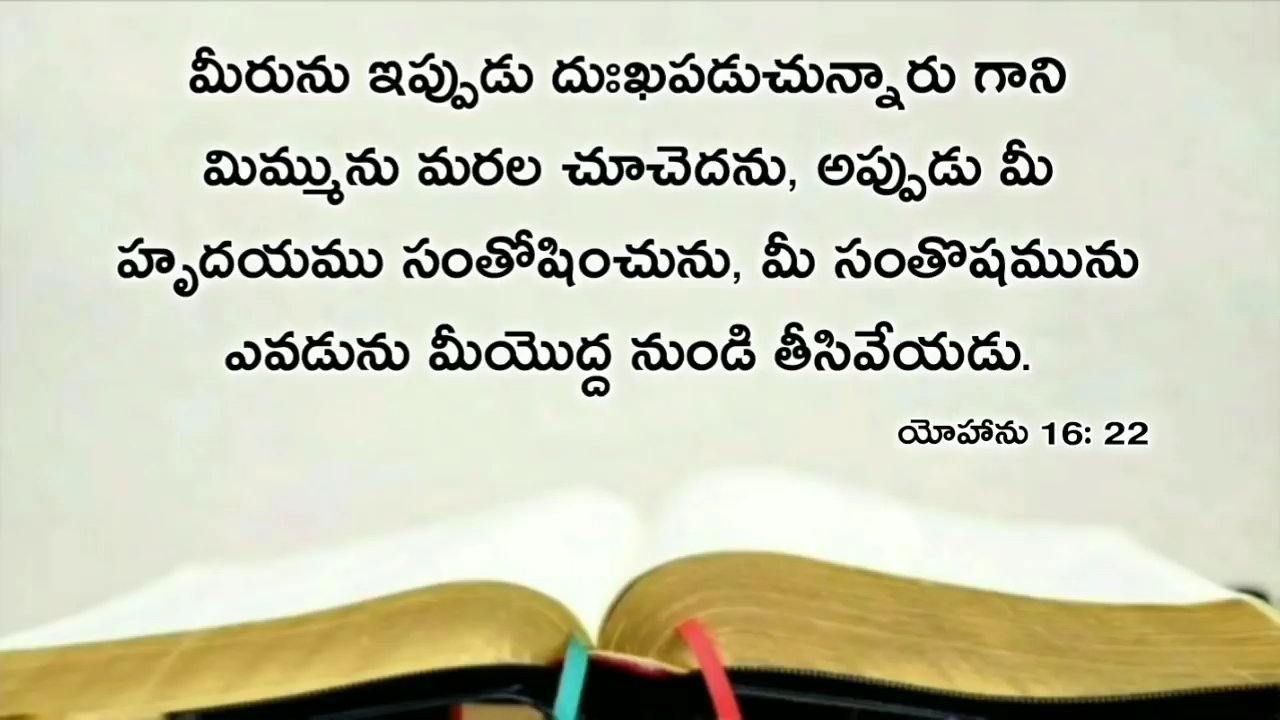 మీరును ఇప్పుడు దుఃఖపడుచున్నారు గాని
మిమ్మును మరల చూచెదను, అప్పుడు మీ
హృదయము సంతోషించును, మీ సంతొషమును
ఎవడును మీయొద్ద నుండి తీసివేయడు.
యోహాను 16: 22